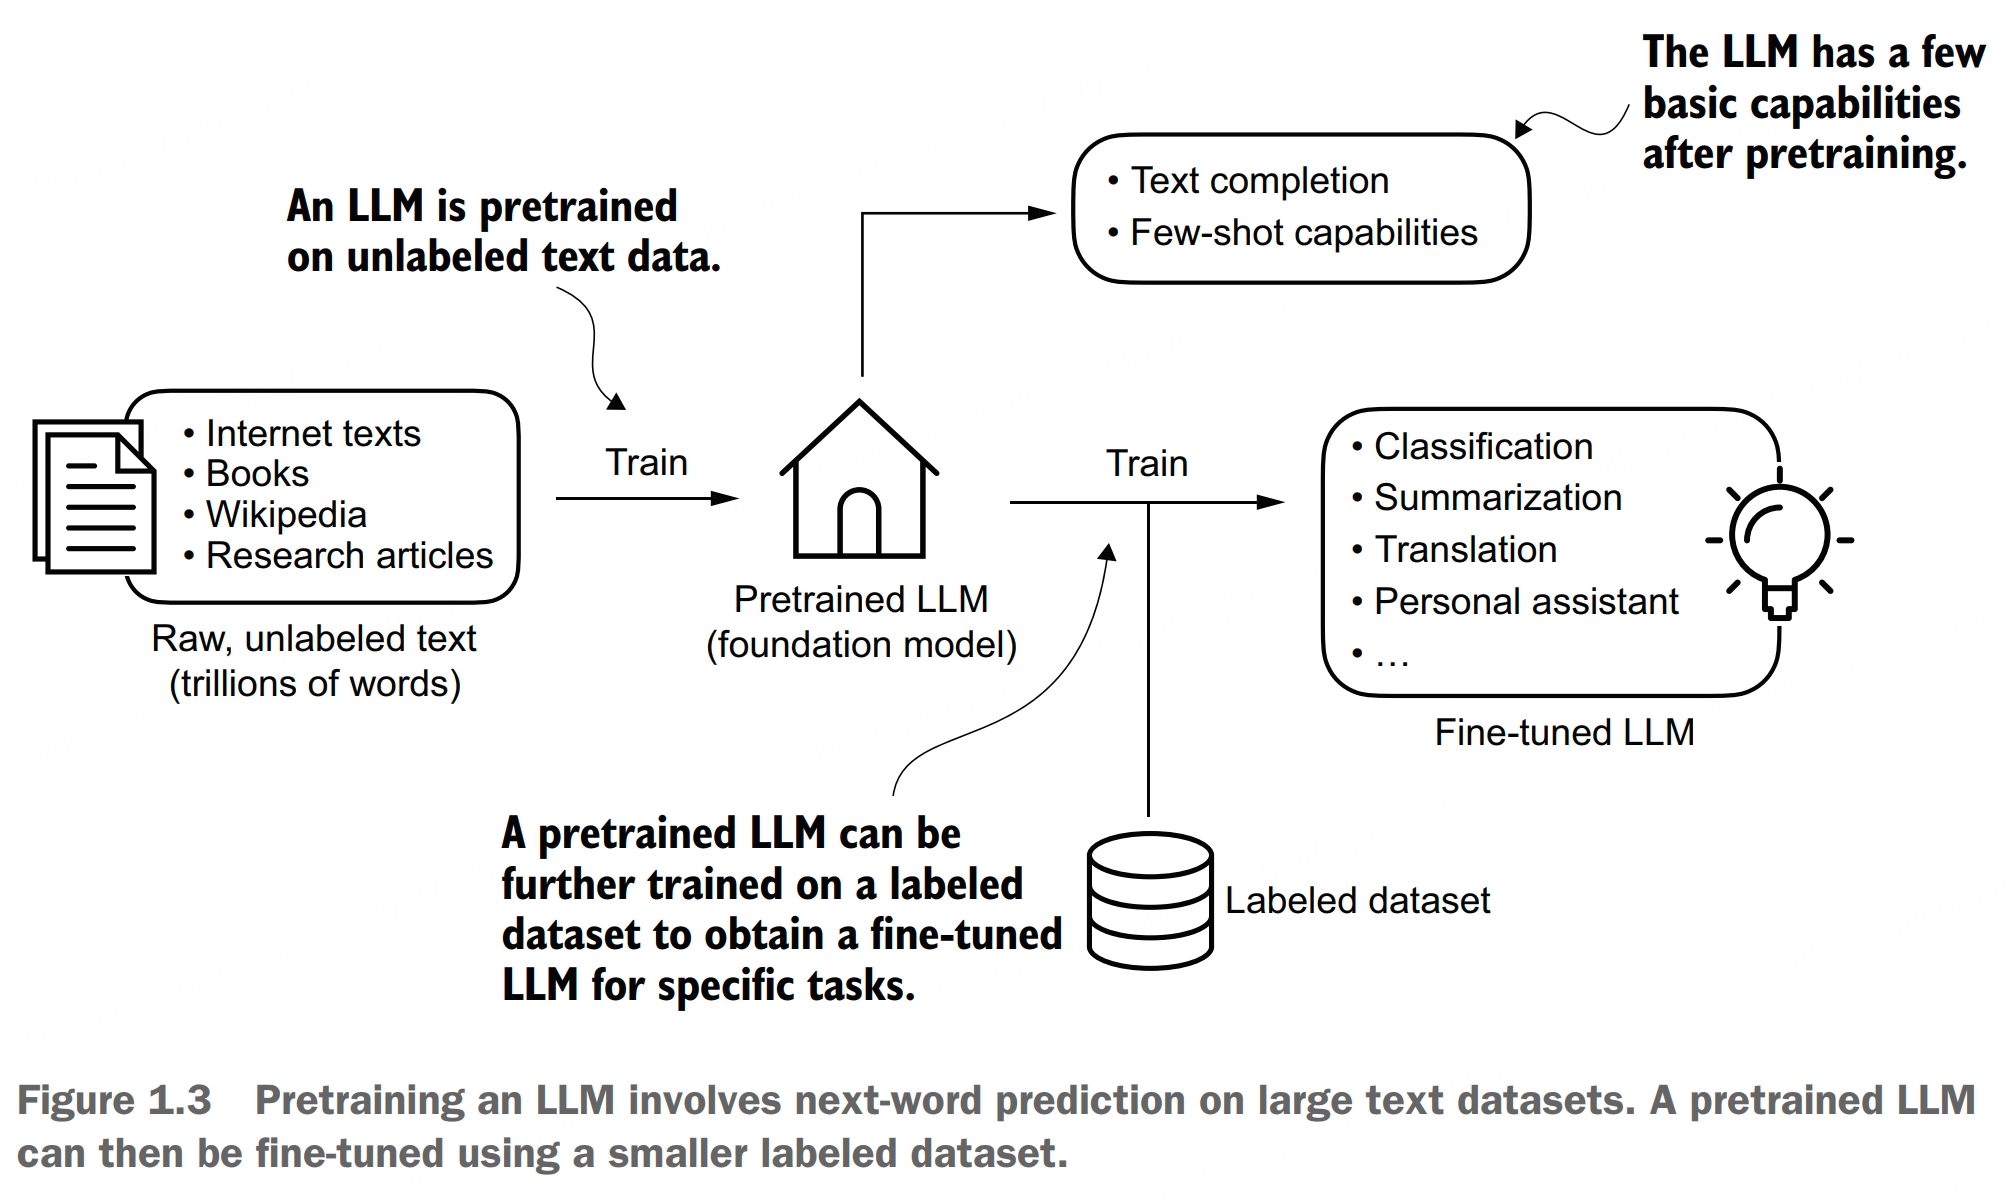 The LLM has a few
basic capabilities
after pretraining.
• Text completion
• Few-shot capabilities
An LLM is pretrained
on unlabeled text data.
• Internet texts
• Books
• Wikipedia
• Research articles
Raw, unlabeled text
(trillions of words)
Train
Pretrained LLM
(foundation model)
Train
• Classification
• Summarization
• Translation
• Personal assistant
• …
Fine-tuned LLM
A pretrained LLM can be
further trained on a labeled
dataset to obtain a fine-tuned
LLM for specific tasks.
Labeled dataset
Figure 1.3 Pretraining an LLM involves next-word prediction on large text datasets. A pretrained LLM
can then be fine-tuned using a smaller labeled dataset.